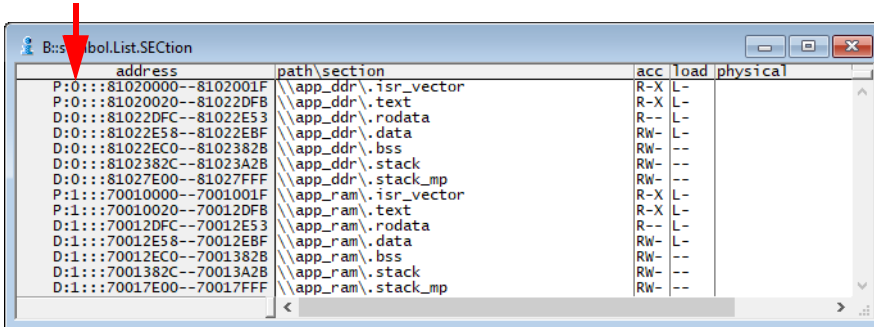 B::symbol.List.SECtion
address path\section acc load physical
P:0:::81020000--8102001F \\app_ddr\.isr_vector R-X L-
P:0:::81020020--81022DFB \\app_ddr\.text R-X L-
D:0:::81022DFC--81022E53 \\app_ddr\.rodata R-- L-
D:0:::81022E58--81022EBF \\app_ddr\.data RW- L-
D:0:::81022EC0--8102382B \\app_ddr\.bss RW- --
D:0:::8102382C--81023A2B \\app_ddr\.stack RW- --
D:0:::81027E00--81027FFF \\app_ddr\.stack_mp RW- --
P:1:::70010000--7001001F \\app_ram\.isr_vector R-X L-
P:1:::70010020--70012DFB \\app_ram\.text R-X L-
D:1:::70012DFC--70012E53 \\app_ram\.rodata R-- L-
D:1:::70012E58--70012EBF \\app_ram\.data RW- L-
D:1:::70012EC0--7001382B \\app_ram\.bss RW- --
D:1:::7001382C--70013A2B \\app_ram\.stack RW- --
D:1:::70017E00--70017FFF \\app_ram\.stack_mp RW- --